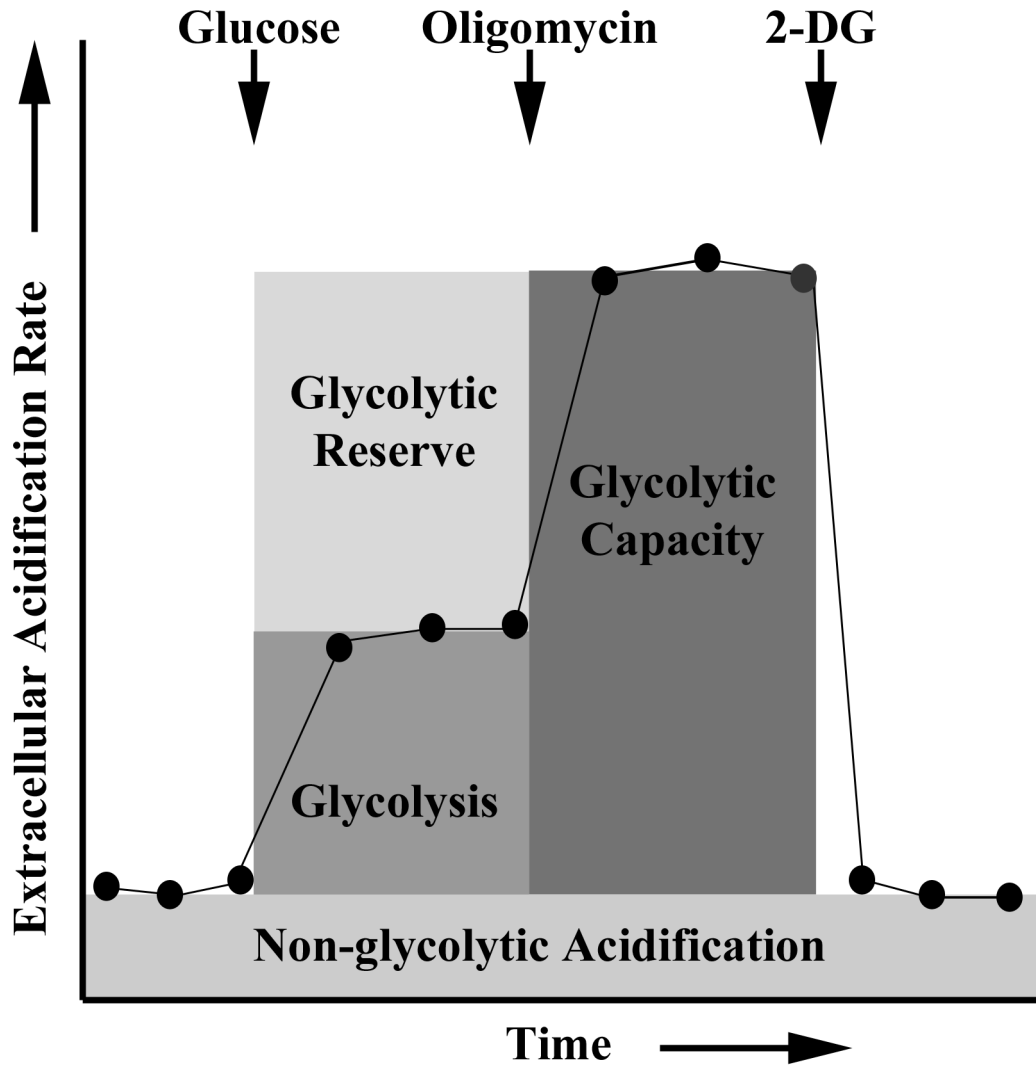 Glucose Oligomycin 2-DG
Extracellular Acidification Rate
Glycolytic
Reserve
Glycolytic
Capacity
Glycolysis
Non-glycolytic Acidification
Time